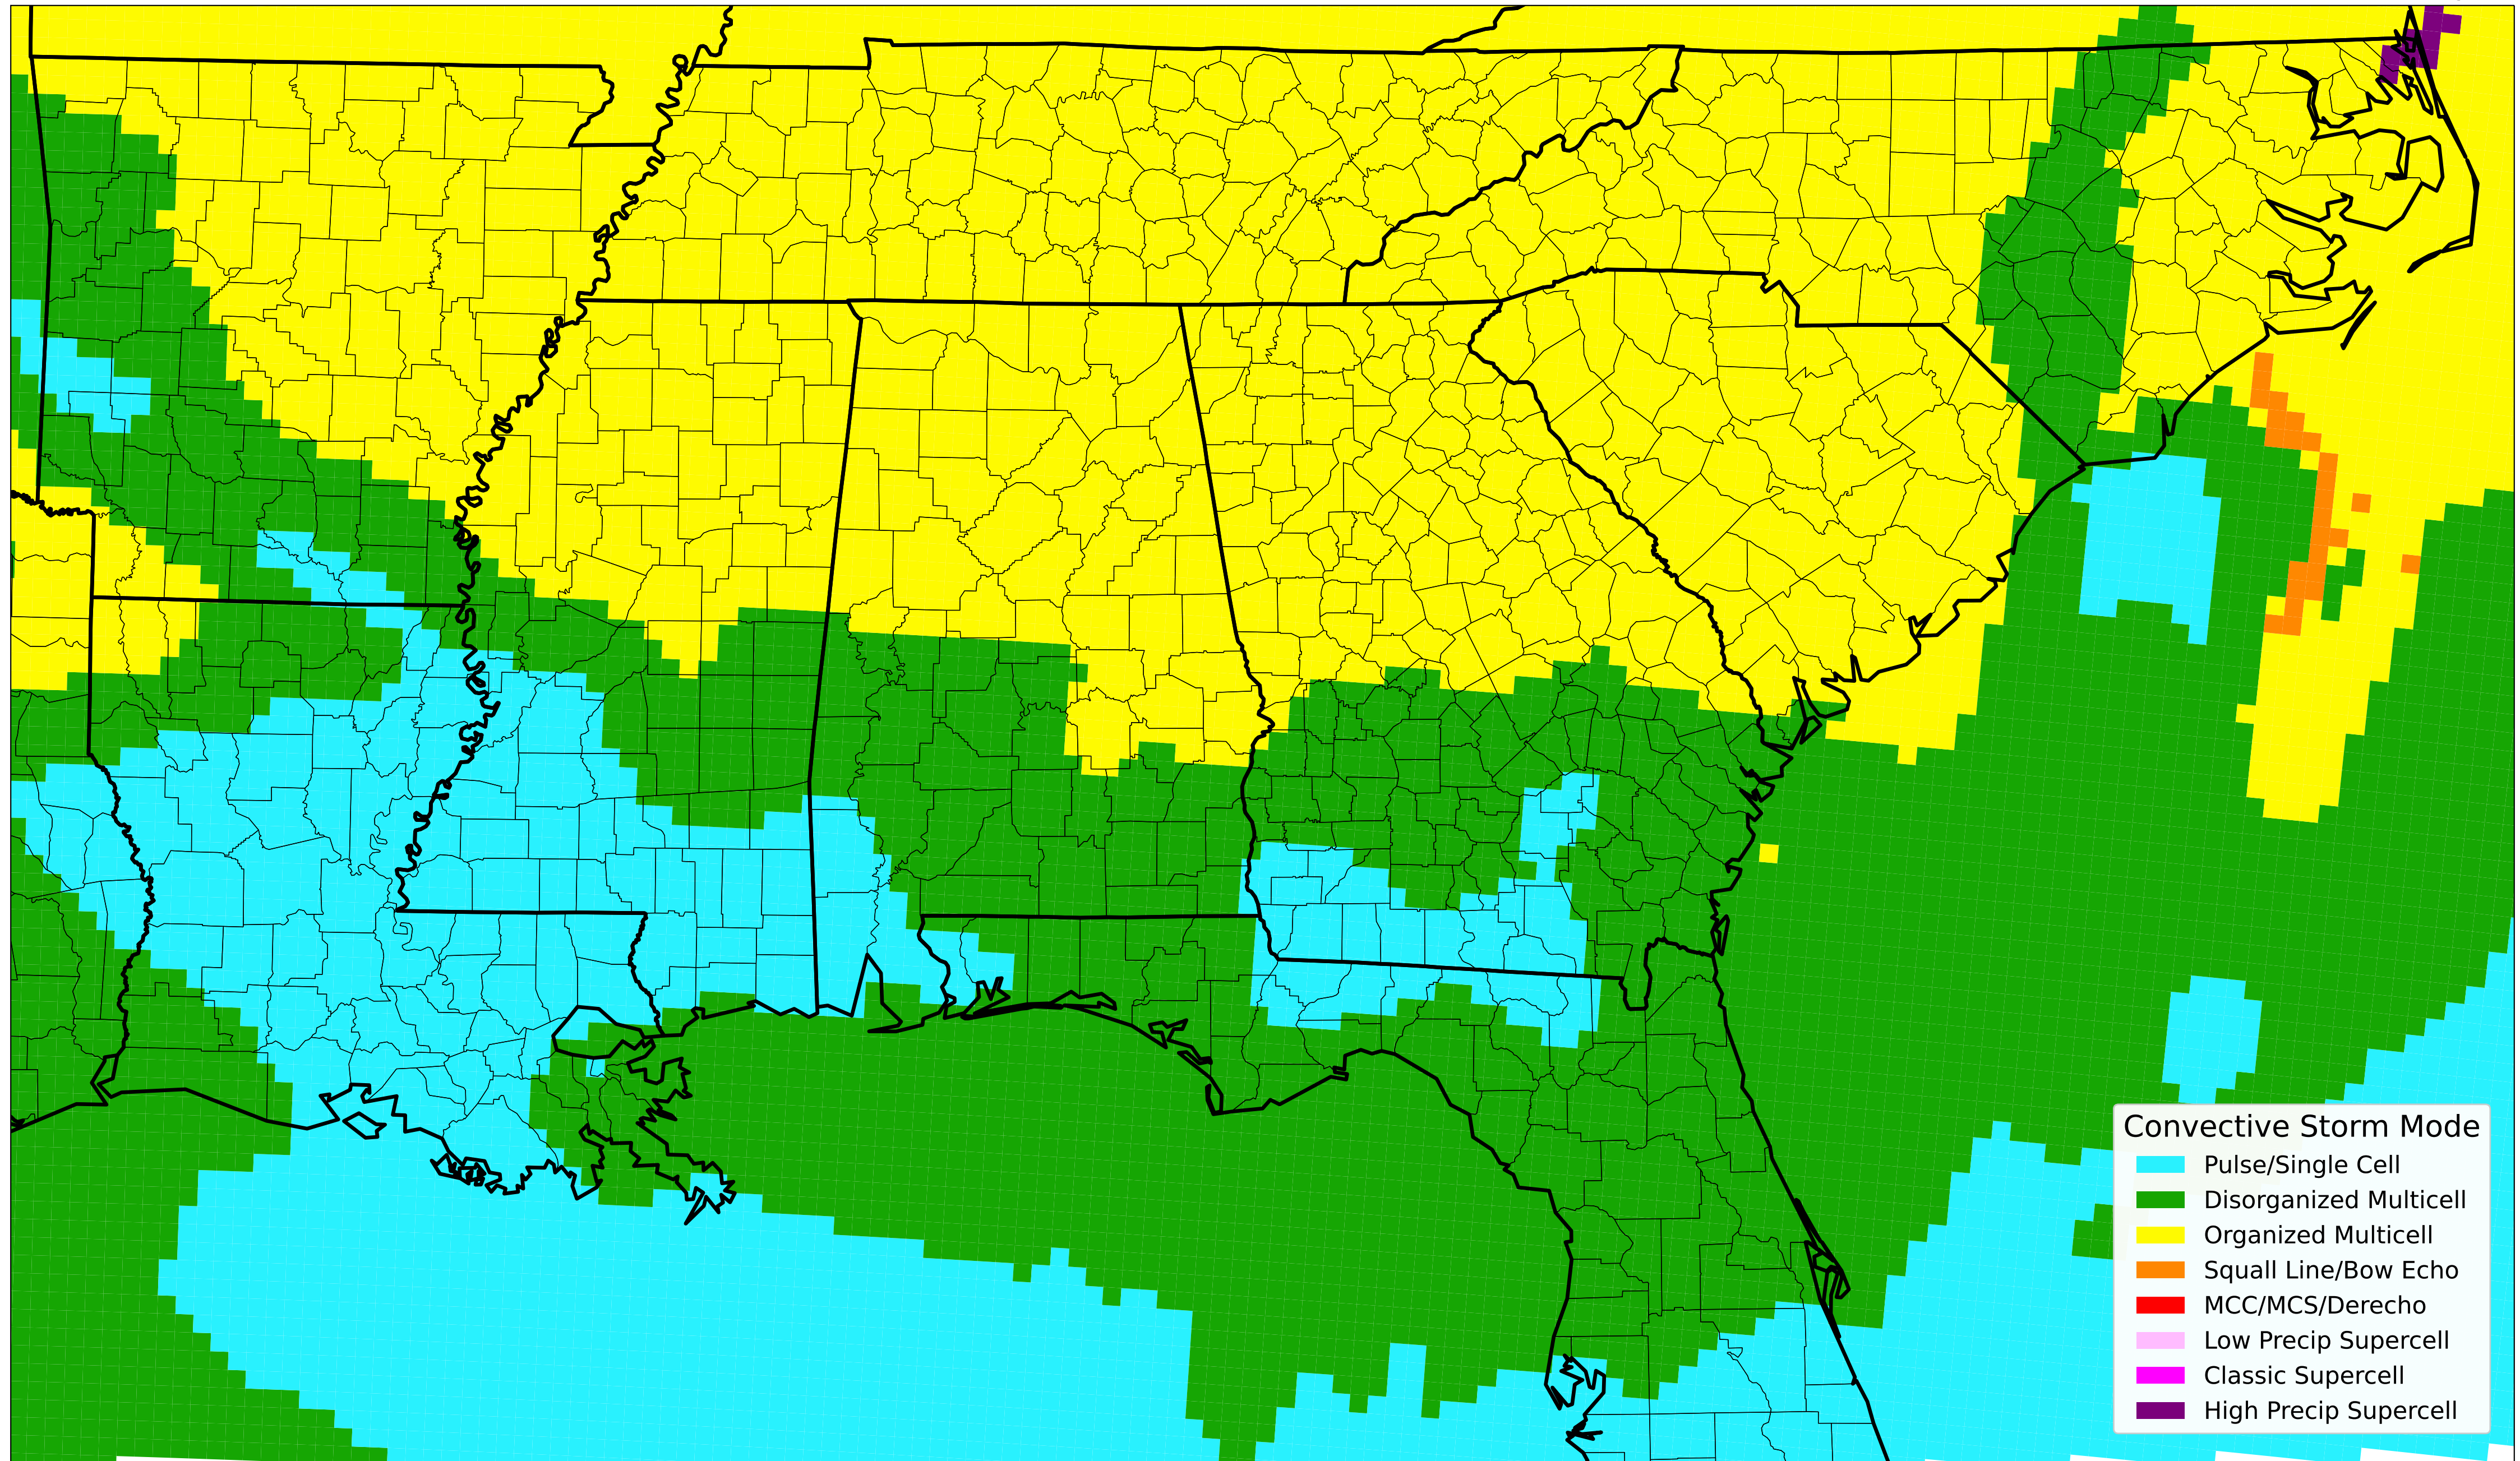 Convective Storm Mode
Pulse/Single Cell
Disorganized Multicell
Organized Multicell
Squall Line/Bow Echo
MCC/MCS/Derecho
Low Precip Supercell
Classic Supercell
High Precip Supercell